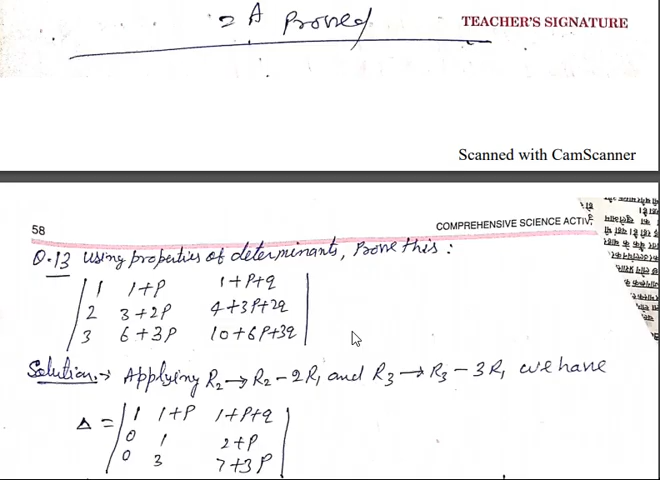 = A Proved
TEACHER'S SIGNATURE
Scanned with CamScanner
58
COMPREHENSIVE SCIENCE ACTIV
Q.13 Using properties of determinants, Prove this :
| 1 1+P 1+P+q |
| 2 3+2P 4+3P+2q |
| 3 6+3P 10+6P+3q |
Solution.→ Applying R₂→R₂-2R₁ and R₃→R₃-3R₁ we have
Δ = | 1 1+P 1+P+q |
| 0 1 2+P |
| 0 3 7+3P |